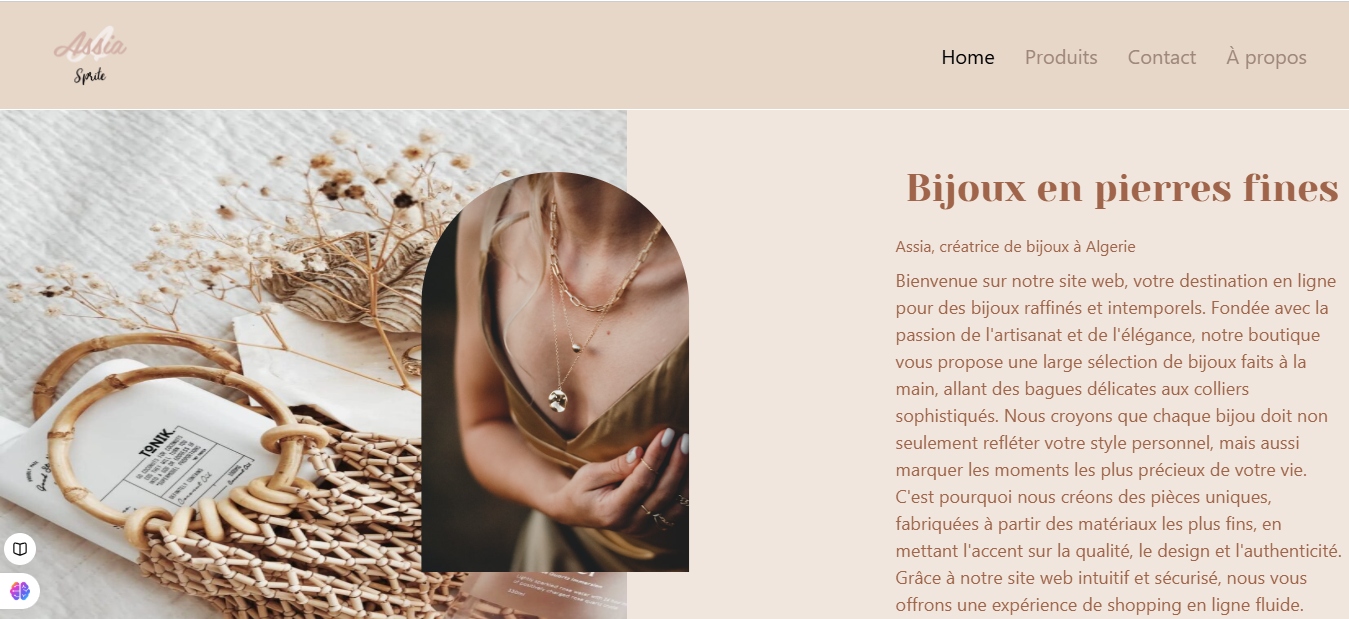 Assia
Sprite
Home Produits Contact À propos
Bijoux en pierres fines
Assia, créatrice de bijoux à Algerie
Bienvenue sur notre site web, votre destination en ligne
pour des bijoux raffinés et intemporels. Fondée avec la
passion de l'artisanat et de l'élégance, notre boutique
vous propose une large sélection de bijoux faits à la
main, allant des bagues délicates aux colliers
sophistiqués. Nous croyons que chaque bijou doit non
seulement refléter votre style personnel, mais aussi
marquer les moments les plus précieux de votre vie.
C'est pourquoi nous créons des pièces uniques,
fabriquées à partir des matériaux les plus fins, en
mettant l'accent sur la qualité, le design et l'authenticité.
Grâce à notre site web intuitif et sécurisé, nous vous
offrons une expérience de shopping en ligne fluide.
TONIK.